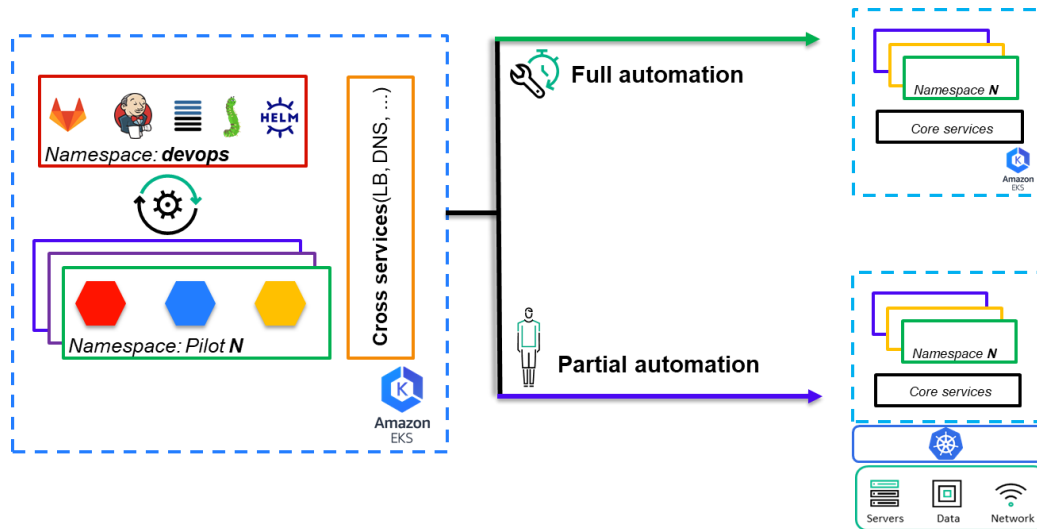 HELM
Namespace: devops
Cross services(LB, DNS, ...)
Namespace: Pilot N
Amazon
EKS
Full automation
Partial automation
Namespace N
Core services
Amazon
EKS
Namespace N
Core services
Servers
Data
Network